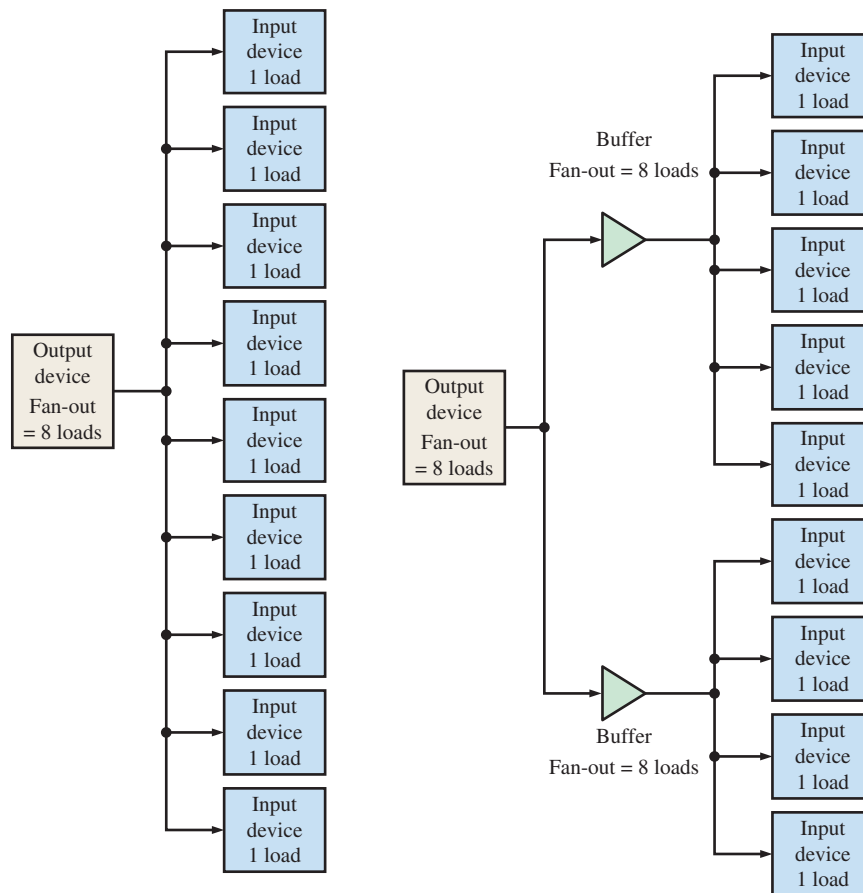 Input
device
1 load
Input
device
1 load
Input
device
1 load
Input
device
1 load
Input
device
1 load
Input
device
1 load
Input
device
1 load
Input
device
1 load
Input
device
1 load
Output
device
Fan-out
= 8 loads
Output
device
Fan-out
= 8 loads
Buffer
Fan-out = 8 loads
Buffer
Fan-out = 8 loads
Input
device
1 load
Input
device
1 load
Input
device
1 load
Input
device
1 load
Input
device
1 load
Input
device
1 load
Input
device
1 load
Input
device
1 load
Input
device
1 load